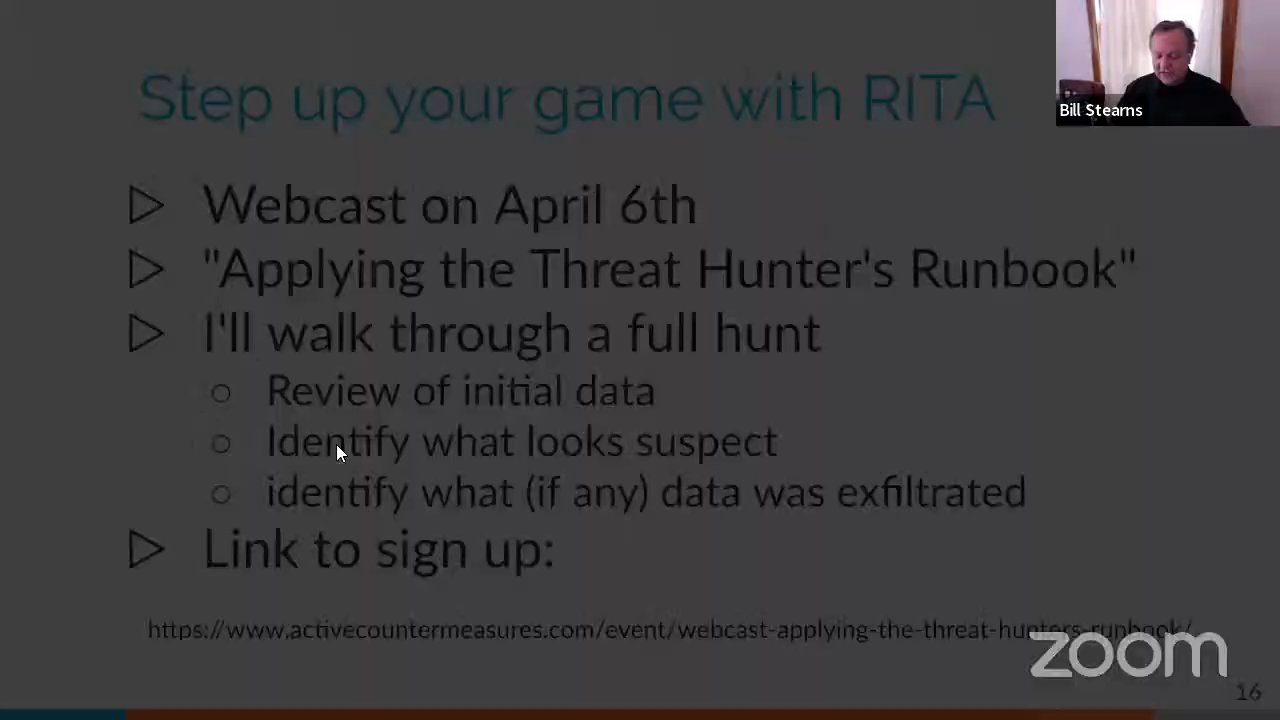 Step up your game with RITA
Bill Stearns
Webcast on April 6th
"Applying the Threat Hunter's Runbook"
I'll walk through a full hunt
Review of initial data
Identify what looks suspect
identify what (if any) data was exfiltrated
Link to sign up:
https://www.activecountermeasures.com/event/webcast-applying-the-threat-hunters-runbook/
zoom
16